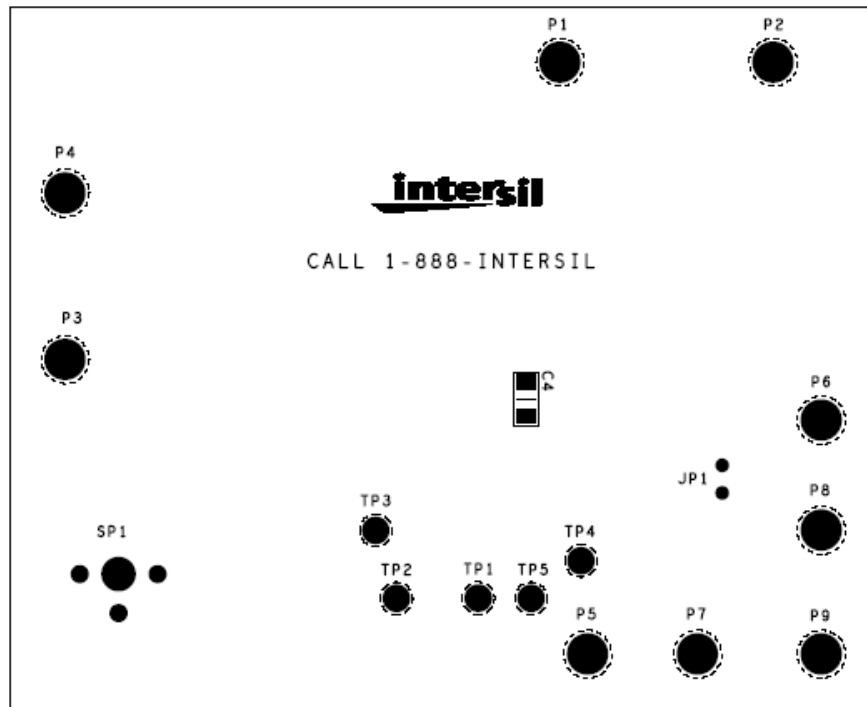 P1
P2
P4
intersil
CALL 1-888-INTERSIL
P3
C4
P6
JP1
P8
TP3
SP1
TP4
TP2
TP1
TP5
P5
P7
P9